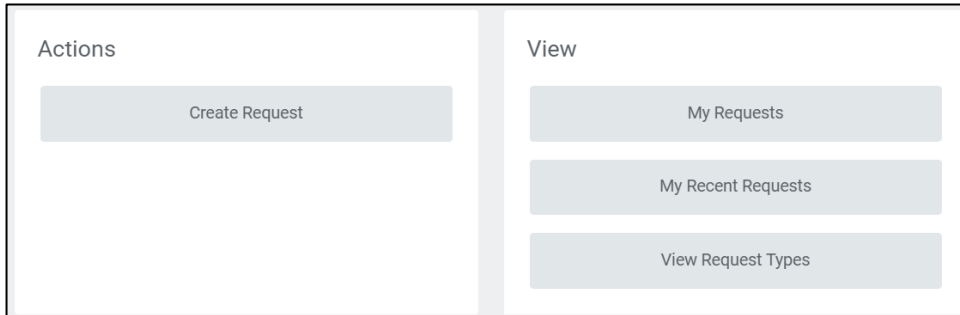 Actions
Create Request
View
My Requests
My Recent Requests
View Request Types